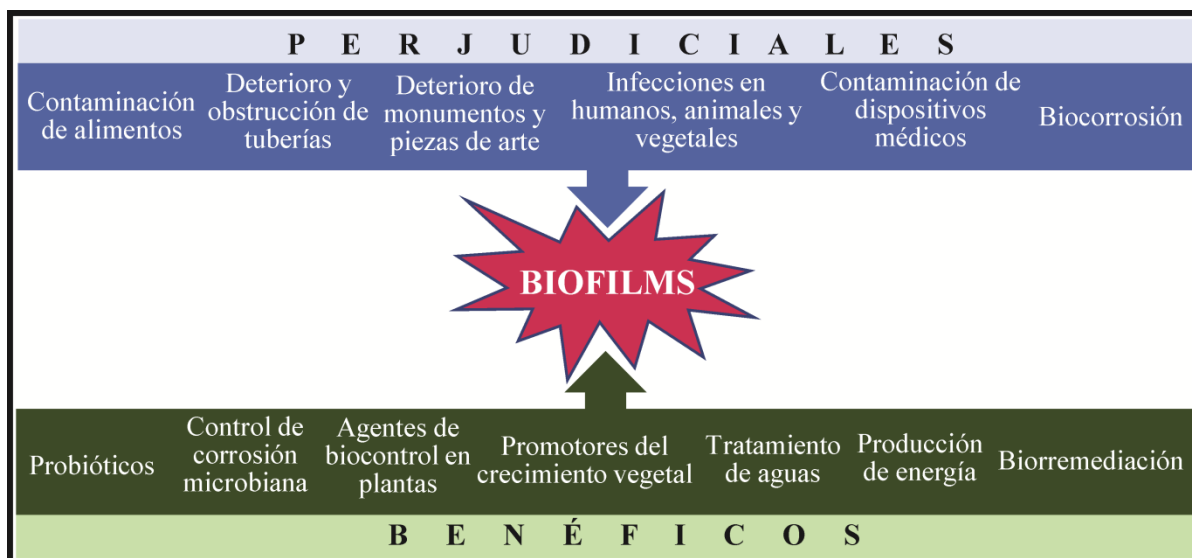 PERJUDICIALES
Contaminación
de alimentos
Deterioro y
obstrucción de
tuberías
Deterioro de
monumentos y
piezas de arte
Infecciones en
humanos, animales y
vegetales
Contaminación de
dispositivos
médicos
Biocorrosión
BIOFILMS
Probióticos
Control de
corrosión
microbiana
Agentes de
biocontrol en
plantas
Promotores del
crecimiento vegetal
Tratamiento
de aguas
Producción
de energía
Biorremediación
BENÉFICOS